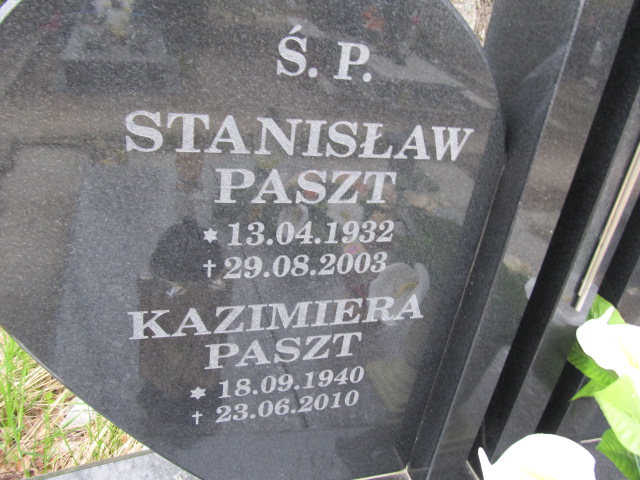 Ś. P.
STANISŁAW
PASZT
* 13.04.1932
† 29.08.2003
KAZIMIERA
PASZT
* 18.09.1940
† 23.06.2010